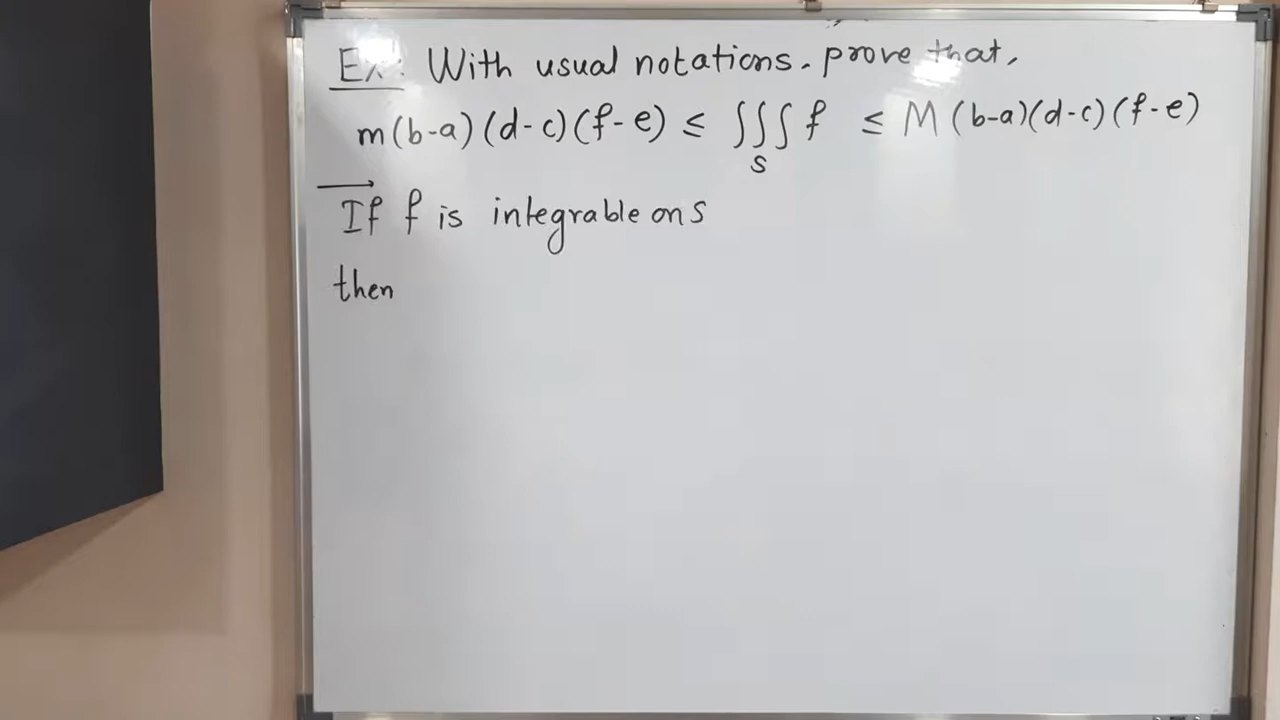 Ex: With usual notations. prove that,
m(b-a)(d-c)(f-e) ≤ ∭ f ≤ M(b-a)(d-c)(f-e)
S
If f is integrable on S
then